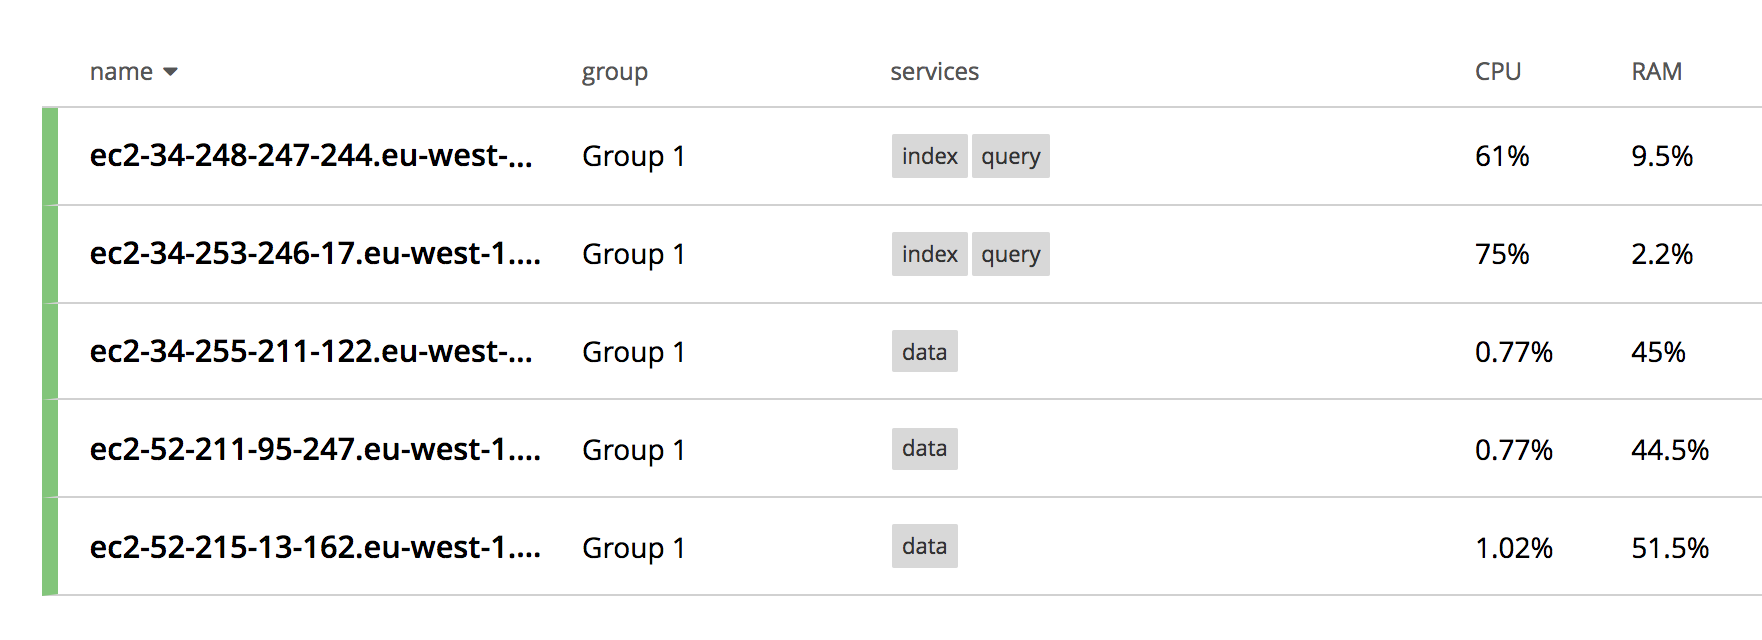 name group services CPU RAM
ec2-34-248-247-244.eu-west-... Group 1 index query 61% 9.5%
ec2-34-253-246-17.eu-west-1.... Group 1 index query 75% 2.2%
ec2-34-255-211-122.eu-west-... Group 1 data 0.77% 45%
ec2-52-211-95-247.eu-west-1.... Group 1 data 0.77% 44.5%
ec2-52-215-13-162.eu-west-1.... Group 1 data 1.02% 51.5%